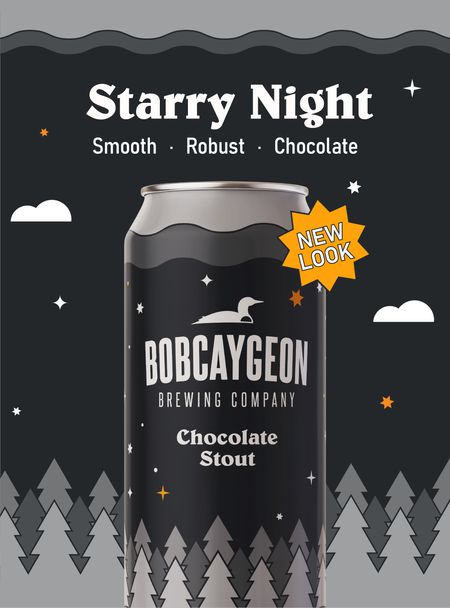 Starry Night
Smooth · Robust · Chocolate
NEW
LOOK
BOBCAYGEON
BREWING COMPANY
Chocolate
Stout